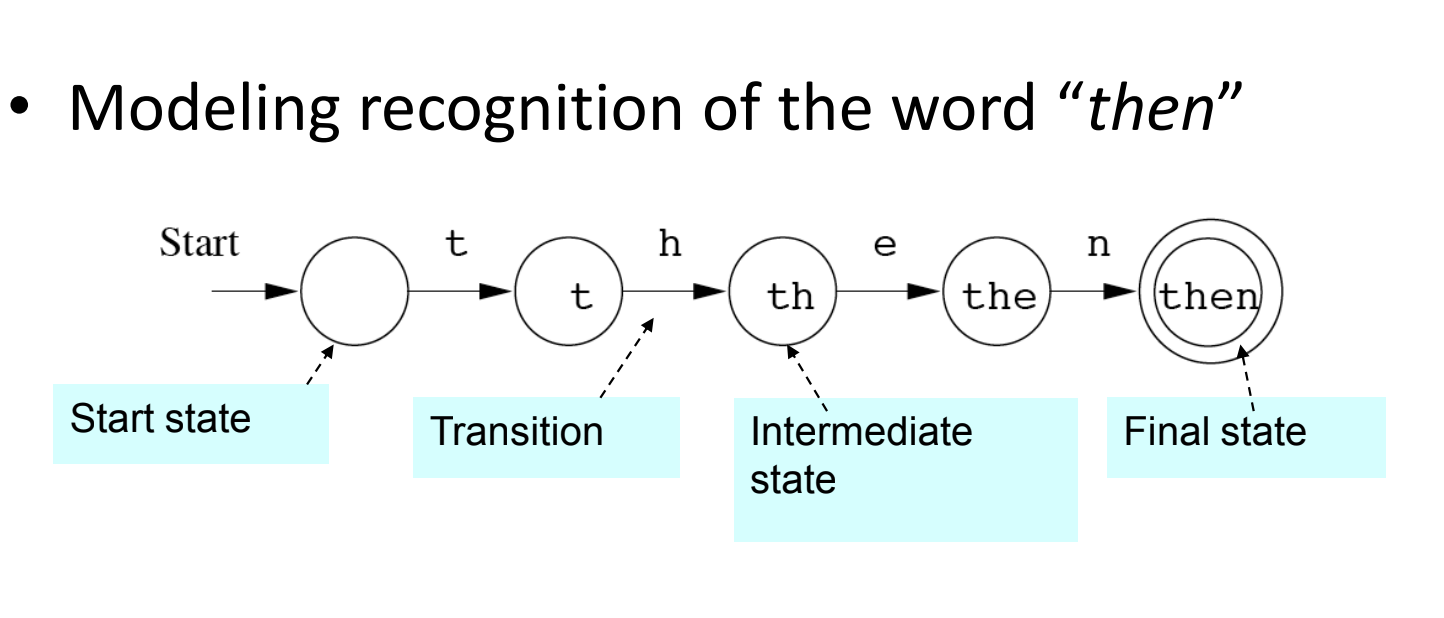 • Modeling recognition of the word “then”
Start t h e n
t th the then
Start state
Transition
Intermediate
state
Final state